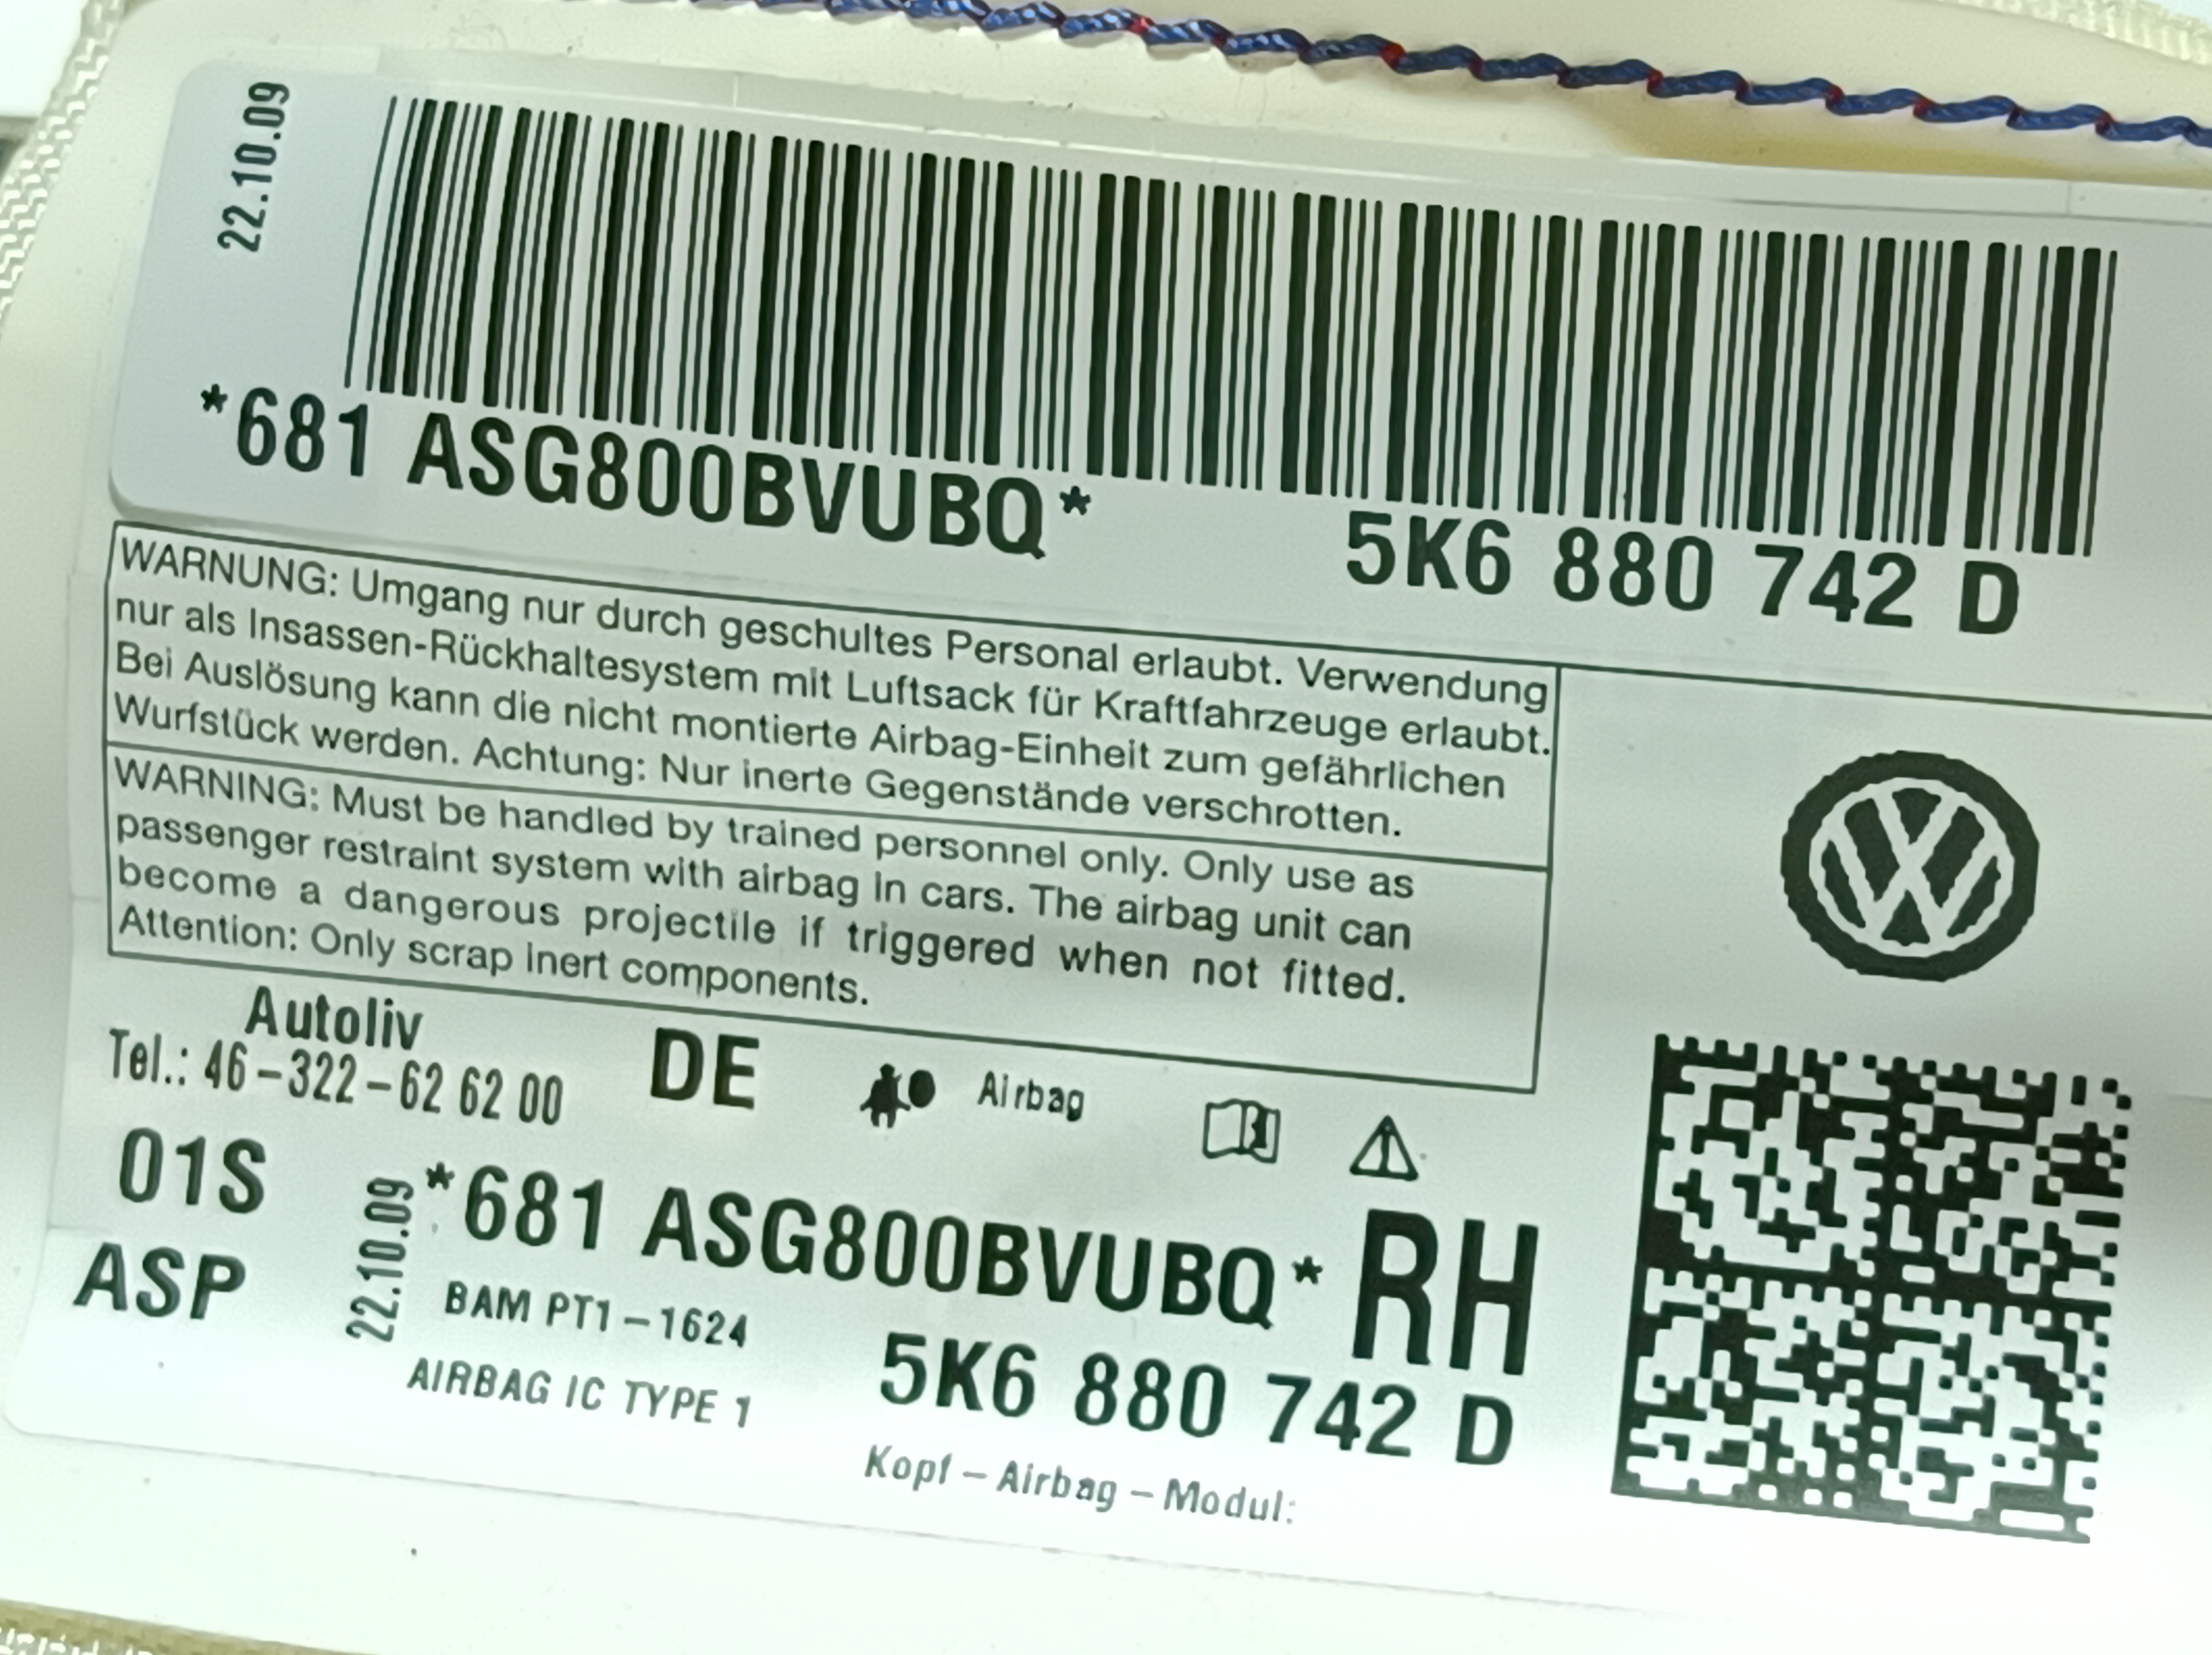 22.10.09
*681 ASG800BVUBQ* 5K6 880 742 D
WARNUNG: Umgang nur durch geschultes Personal erlaubt. Verwendung
nur als Insassen-Rückhaltesystem mit Luftsack für Kraftfahrzeuge erlaubt.
Bei Auslösung kann die nicht montierte Airbag-Einheit zum gefährlichen
Wurfstück werden. Achtung: Nur inerte Gegenstände verschrotten.
WARNING: Must be handled by trained personnel only. Only use as
passenger restraint system with airbag in cars. The airbag unit can
become a dangerous projectile if triggered when not fitted.
Attention: Only scrap inert components.
Autoliv
Tel.: 46-322-62 62 00
DE
Airbag
01S
ASP
22.10.09
*681 ASG800BVUBQ* RH
BAM PT1-1624
AIRBAG IC TYPE 1
5K6 880 742 D
Kopf-Airbag-Modul: